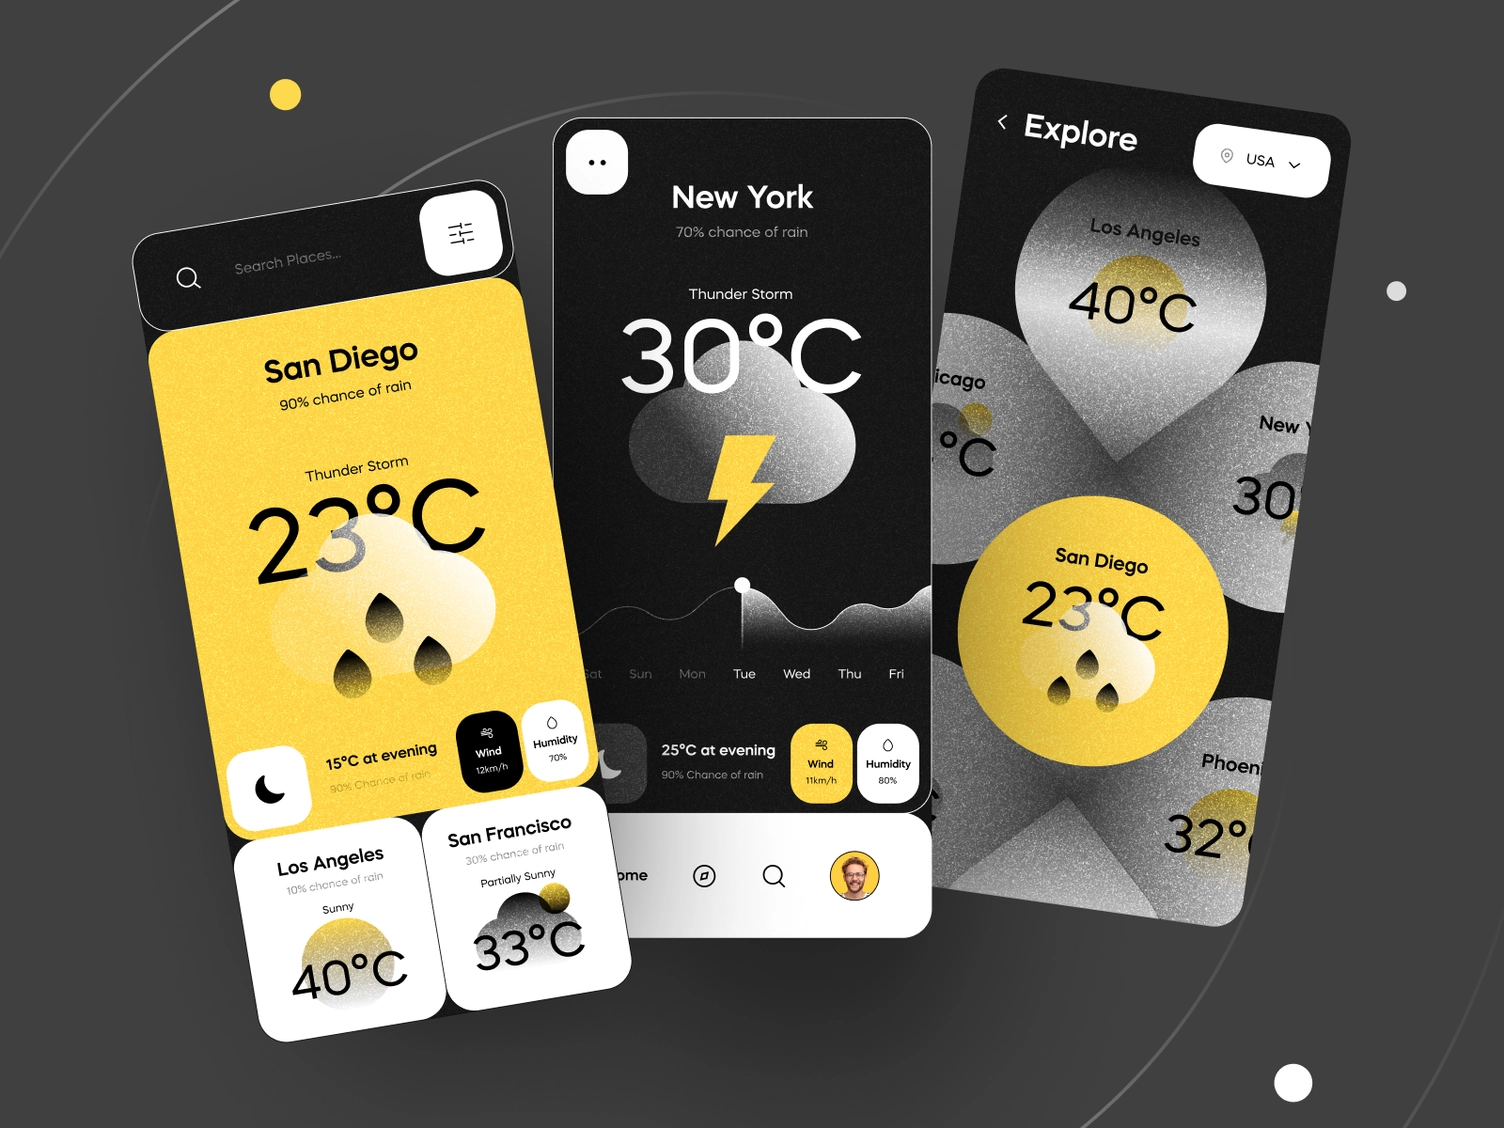 Search Places...
San Diego
90% chance of rain
Thunder Storm
23°C
15°C at evening
90% Chance of rain
Wind
12km/h
Humidity
70%
Los Angeles
10% chance of rain
Sunny
40°C
San Francisco
30% chance of rain
Partially Sunny
33°C
New York
70% chance of rain
Thunder Storm
30°C
Sat Sun Mon Tue Wed Thu Fri
25°C at evening
90% Chance of rain
Wind
11km/h
Humidity
80%
ome
Explore
USA
Los Angeles
40°C
icago
°C
New Y
30°
San Diego
23°C
Phoeni
32°